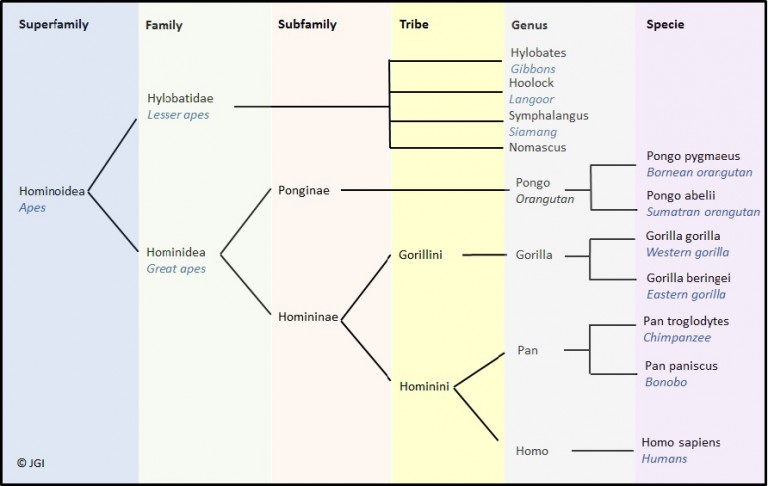 Superfamily
Family
Subfamily
Tribe
Genus
Specie
Hylobates
Gibbons
Hoolock
Langoor
Hylobatidae
Lesser apes
Symphalangus
Siamang
Nomascus
Pongo pygmaeus
Bornean orangutan
Hominoidea
Apes
Ponginae
Pongo
Orangutan
Pongo abelii
Sumatran orongutan
Hominidea
Great apes
Gorillini
Gorilla
Gorilla gorilla
Western gorilla
Gorilla beringei
Eastern gorilla
Homininae
Pan
Pan troglodytes
Chimpanzee
Pan paniscus
Bonobo
Hominini
Homo
Homo sapiens
Humans
© JGI